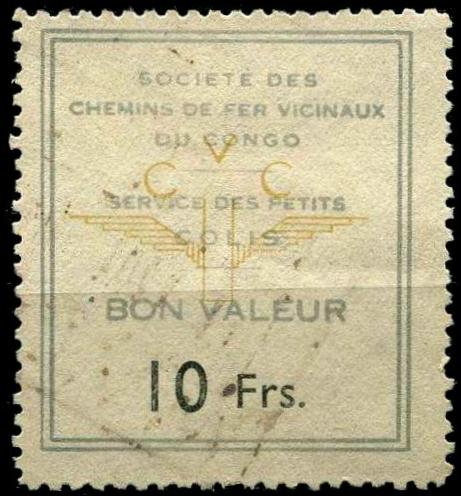 SOCIETE DES
CHEMINS DE FER VICINAUX
DU CONGO
C V C
SERVICE DES PETITS
COLIS
BON VALEUR
10 Frs.